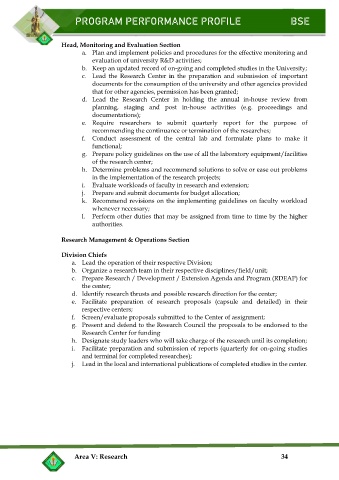 PROGRAM PERFORMANCE PROFILE BSE
Head, Monitoring and Evaluation Section
a. Plan and implement policies and procedures for the effective monitoring and
evaluation of university R&D activities;
b. Keep an updated record of on-going and completed studies in the University;
c. Lead the Research Center in the preparation and submission of important
documents for the consumption of the university and other agencies provided
that for other agencies, permission has been granted;
d. Lead the Research Center in holding the annual in-house review from
planning, staging and post in-house activities (e.g. proceedings and
documentations);
e. Require researchers to submit quarterly report for the purpose of
recommending the continuance or termination of the researches;
f. Conduct assessment of the central lab and formulate plans to make it
functional;
g. Prepare policy guidelines on the use of all the laboratory equipment/facilities
of the research center;
h. Determine problems and recommend solutions to solve or ease out problems
in the implementation of the research projects;
i. Evaluate workloads of faculty in research and extension;
j. Prepare and submit documents for budget allocation;
k. Recommend revisions on the implementing guidelines on faculty workload
whenever necessary;
l. Perform other duties that may be assigned from time to time by the higher
authorities
Research Management & Operations Section
Division Chiefs
a. Lead the operation of their respective Division;
b. Organize a research team in their respective disciplines/field/unit;
c. Prepare Research / Development / Extension Agenda and Program (RDEAP) for
the center;
d. Identify research thrusts and possible research direction for the center;
e. Facilitate preparation of research proposals (capsule and detailed) in their
respective centers;
f. Screen/evaluate proposals submitted to the Center of assignment;
g. Present and defend to the Research Council the proposals to be endorsed to the
Research Center for funding
h. Designate study leaders who will take charge of the research until its completion;
i. Facilitate preparation and submission of reports (quarterly for on-going studies
and terminal for completed researches);
j. Lead in the local and international publications of completed studies in the center.
Area V: Research 34